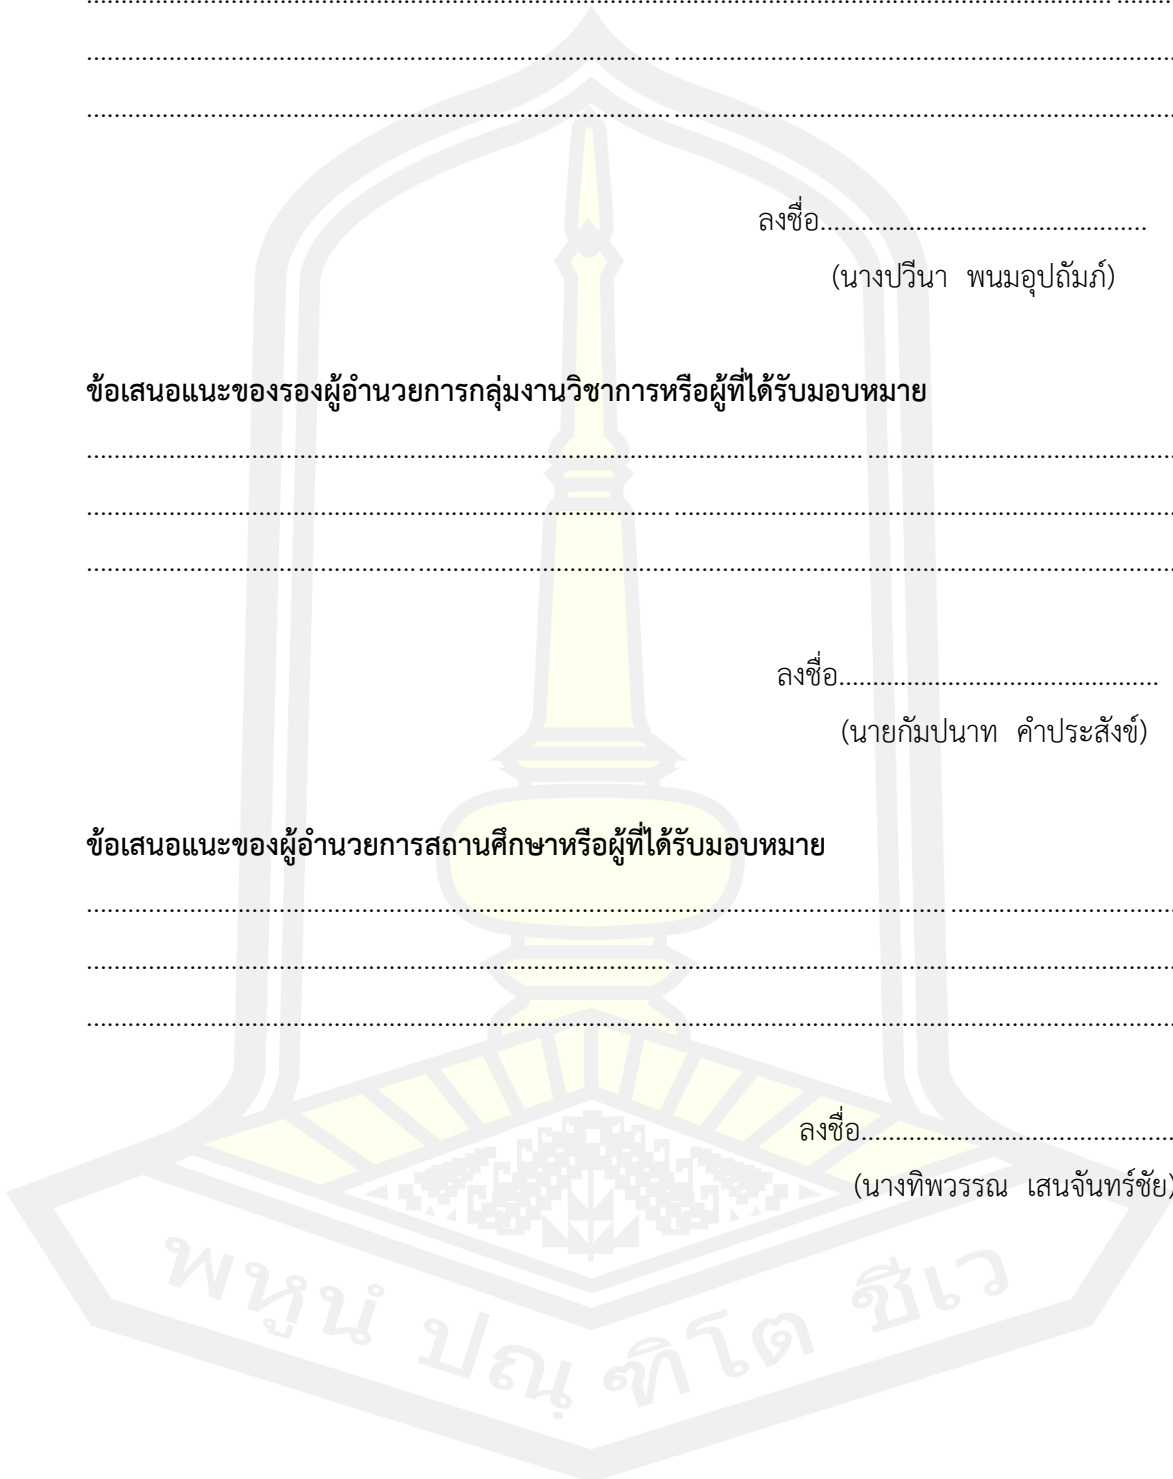 ................................................................................
................................................................................
................................................................................
ลงชื่อ................................................
(นางปวีนา พนมอุปถัมภ์)
ข้อเสนอแนะของรองผู้อำนวยการกลุ่มงานวิชาการหรือผู้ที่ได้รับมอบหมาย
................................................................................
................................................................................
................................................................................
ลงชื่อ...............................................
(นายกัมปนาท คำประสังข์)
ข้อเสนอแนะของผู้อำนวยการสถานศึกษาหรือผู้ที่ได้รับมอบหมาย
................................................................................
................................................................................
................................................................................
ลงชื่อ...............................................
(นางทิพวรรณ เสนจันทร์ชัย)
พหูนํ ปณฺฑิโต ชีเว